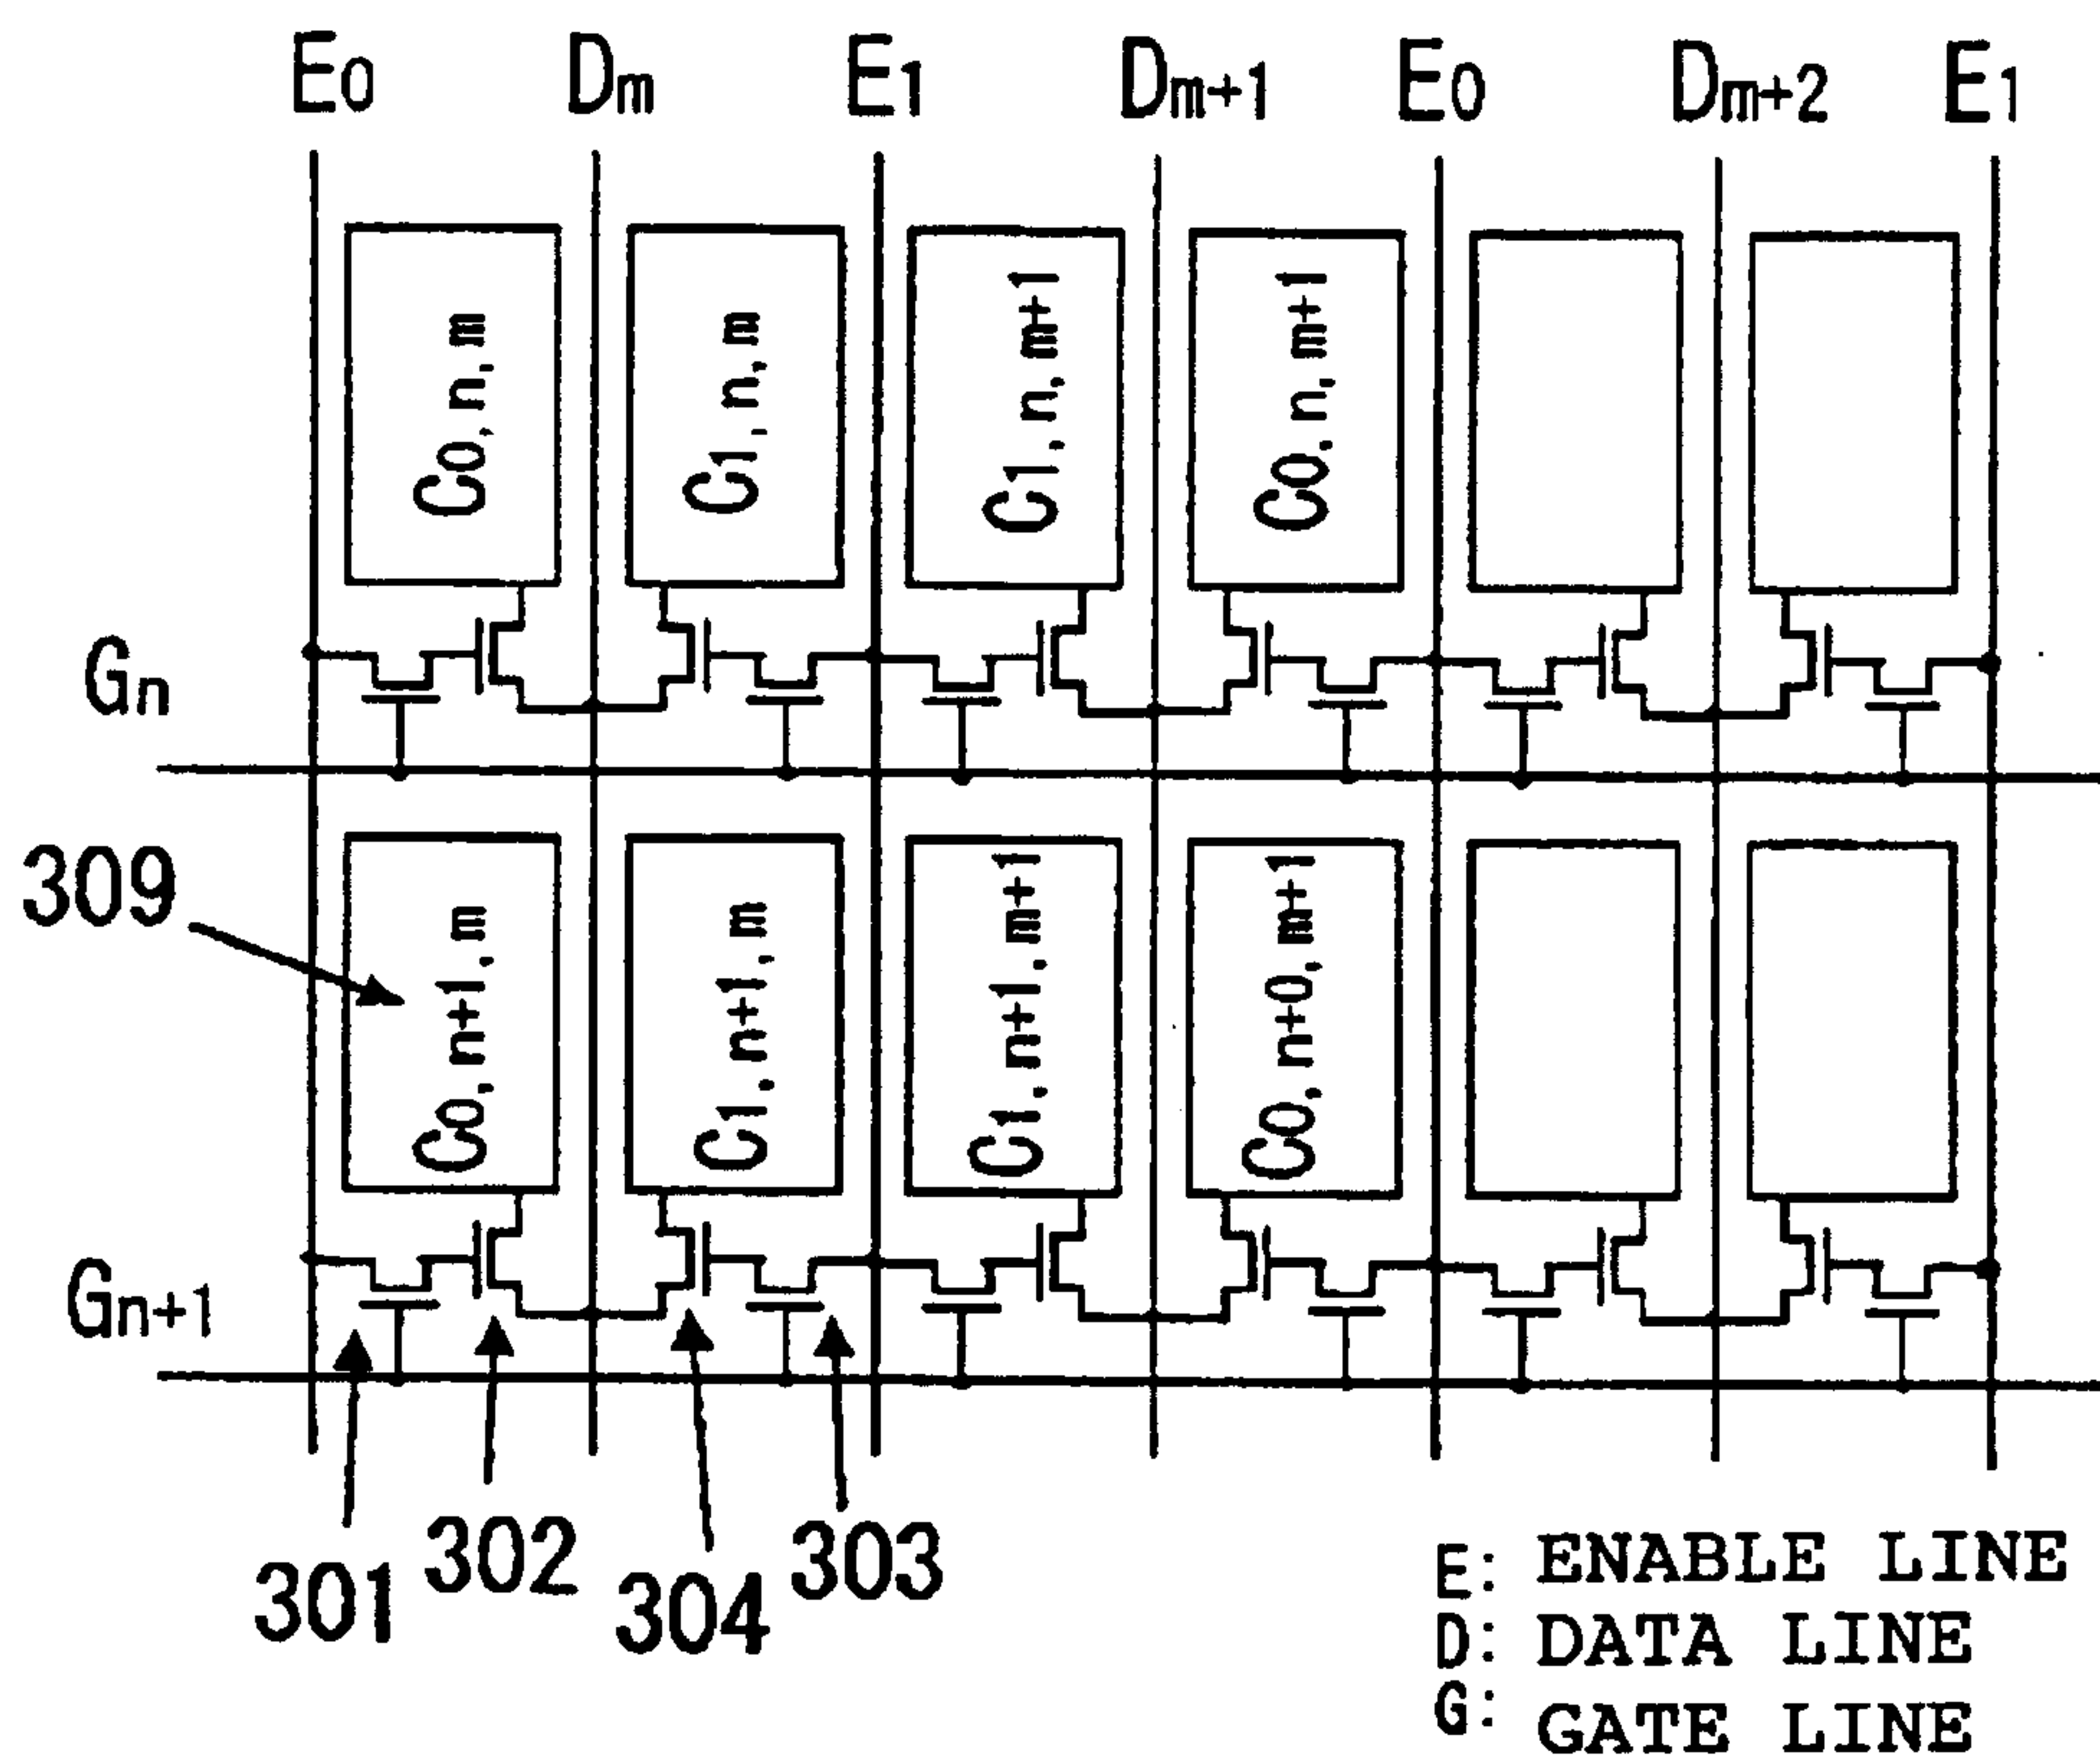 E0 Dm E1 Dm+1 E0 Dm+2 E1
C0, n, m
C1, n, m
C1, n, m+1
C0, n, m+1
Gn
309
C0, n+1, m
C1, n+1, m
C1, n+1, m+1
C0, n+0, m+1
Gn+1
301
302
304
303
E: ENABLE LINE
D: DATA LINE
G: GATE LINE